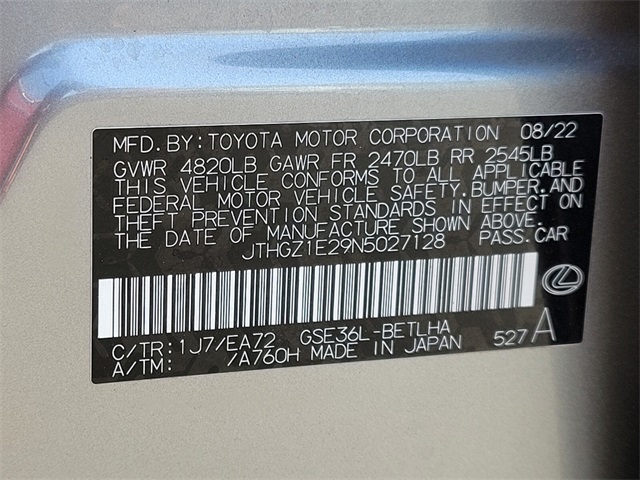 MFD.BY:TOYOTA MOTOR CORPORATION 08/22
GVWR 4820LB GAWR FR 2470LB RR 2545LB
THIS VEHICLE CONFORMS TO ALL APPLICABLE
FEDERAL MOTOR VEHICLE SAFETY,BUMPER,AND
THEFT PREVENTION STANDARDS IN EFFECT ON
THE DATE OF MANUFACTURE SHOWN ABOVE.
JTHGZ1E29N5027128 PASS.CAR
C/TR:1J7/EA72 GSE36L-BETLHA
A/TM: /A760H MADE IN JAPAN 527A